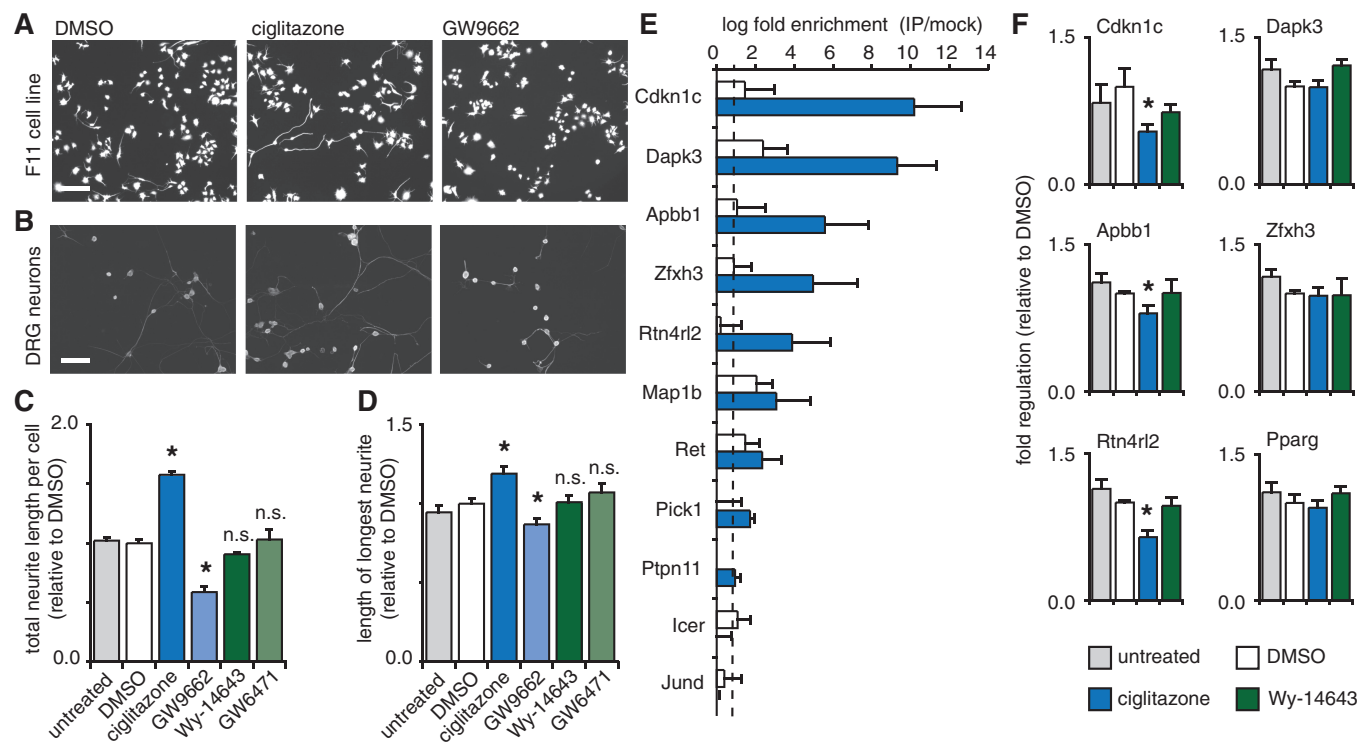 A
DMSO
ciglitazone
GW9662
F11 cell line
B
DRG neurons
C
total neurite length per cell
(relative to DMSO)
2.0
0.0
*
*
n.s.
n.s.
untreated
DMSO
ciglitazone
GW9662
Wy-14643
GW6471
D
length of longest neurite
(relative to DMSO)
1.5
0.0
*
*
n.s.
n.s.
untreated
DMSO
ciglitazone
GW9662
Wy-14643
GW6471
E
log fold enrichment (IP/mock)
0 2 4 6 8 10 12 14
Cdkn1c
Dapk3
Apbb1
Zfxh3
Rtn4rl2
Map1b
Ret
Pick1
Ptpn11
Icer
Jund
F
fold regulation (relative to DMSO)
Cdkn1c
1.5
0.0
*
Dapk3
1.5
0
Apbb1
1.5
0.0
*
Zfxh3
1.5
0.0
Rtn4rl2
1.5
0.0
*
Pparg
1.5
0.0
untreated
DMSO
ciglitazone
Wy-14643